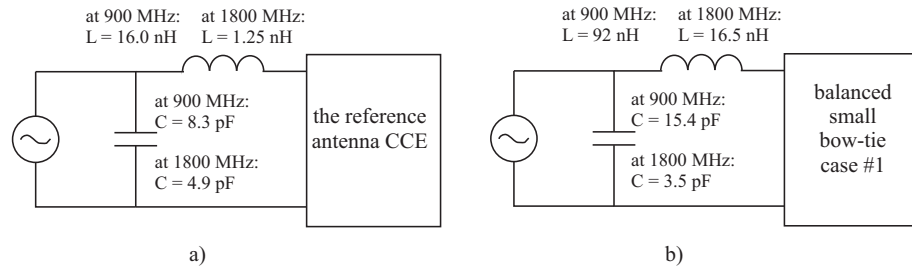 at 900 MHz:
L = 16.0 nH
at 1800 MHz:
L = 1.25 nH
at 900 MHz:
C = 8.3 pF
at 1800 MHz:
C = 4.9 pF
the reference
antenna CCE
a)
at 900 MHz:
L = 92 nH
at 1800 MHz:
L = 16.5 nH
at 900 MHz:
C = 15.4 pF
at 1800 MHz:
C = 3.5 pF
balanced
small
bow-tie
case #1
b)